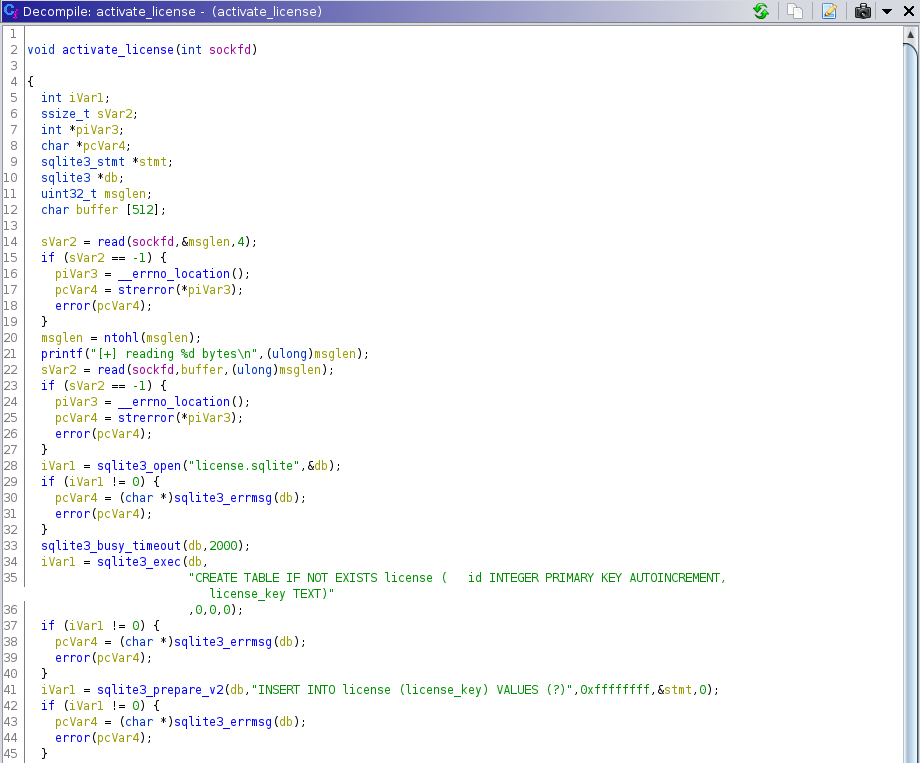 Decompile: activate_license - (activate_license)
1
2 void activate_license(int sockfd)
3
4 {
5   int iVar1;
6   ssize_t sVar2;
7   int *piVar3;
8   char *pcVar4;
9   sqlite3_stmt *stmt;
10   sqlite3 *db;
11   uint32_t msglen;
12   char buffer [512];
13
14   sVar2 = read(sockfd,&msglen,4);
15   if (sVar2 == -1) {
16     piVar3 = __errno_location();
17     pcVar4 = strerror(*piVar3);
18     error(pcVar4);
19   }
20   msglen = ntohl(msglen);
21   printf("[+] reading %d bytes\n",(ulong)msglen);
22   sVar2 = read(sockfd,buffer,(ulong)msglen);
23   if (sVar2 == -1) {
24     piVar3 = __errno_location();
25     pcVar4 = strerror(*piVar3);
26     error(pcVar4);
27   }
28   iVar1 = sqlite3_open("license.sqlite",&db);
29   if (iVar1 != 0) {
30     pcVar4 = (char *)sqlite3_errmsg(db);
31     error(pcVar4);
32   }
33   sqlite3_busy_timeout(db,2000);
34   iVar1 = sqlite3_exec(db,
35                        "CREATE TABLE IF NOT EXISTS license (   id INTEGER PRIMARY KEY AUTOINCREMENT,
                          license_key TEXT)"
36                        ,0,0,0);
37   if (iVar1 != 0) {
38     pcVar4 = (char *)sqlite3_errmsg(db);
39     error(pcVar4);
40   }
41   iVar1 = sqlite3_prepare_v2(db,"INSERT INTO license (license_key) VALUES (?)",0xffffffff,&stmt,0);
42   if (iVar1 != 0) {
43     pcVar4 = (char *)sqlite3_errmsg(db);
44     error(pcVar4);
45   }